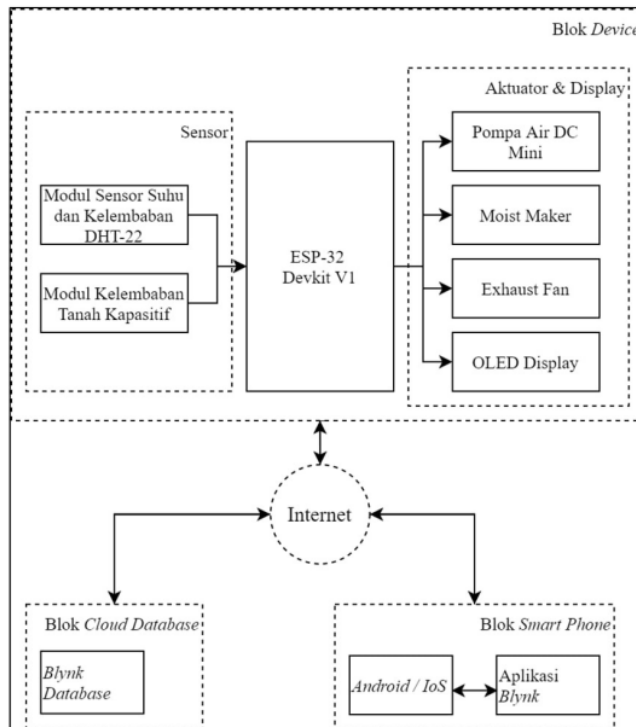 Blok Device
Aktuator & Display
Sensor
Pompa Air DC
Mini
Modul Sensor Suhu
dan Kelembaban
DHT-22
Moist Maker
ESP-32
Devkit V1
Modul Kelembaban
Tanah Kapasitif
Exhaust Fan
OLED Display
Internet
Blok Cloud Database
Blynk
Database
Blok Smart Phone
Android / IoS
Aplikasi
Blynk